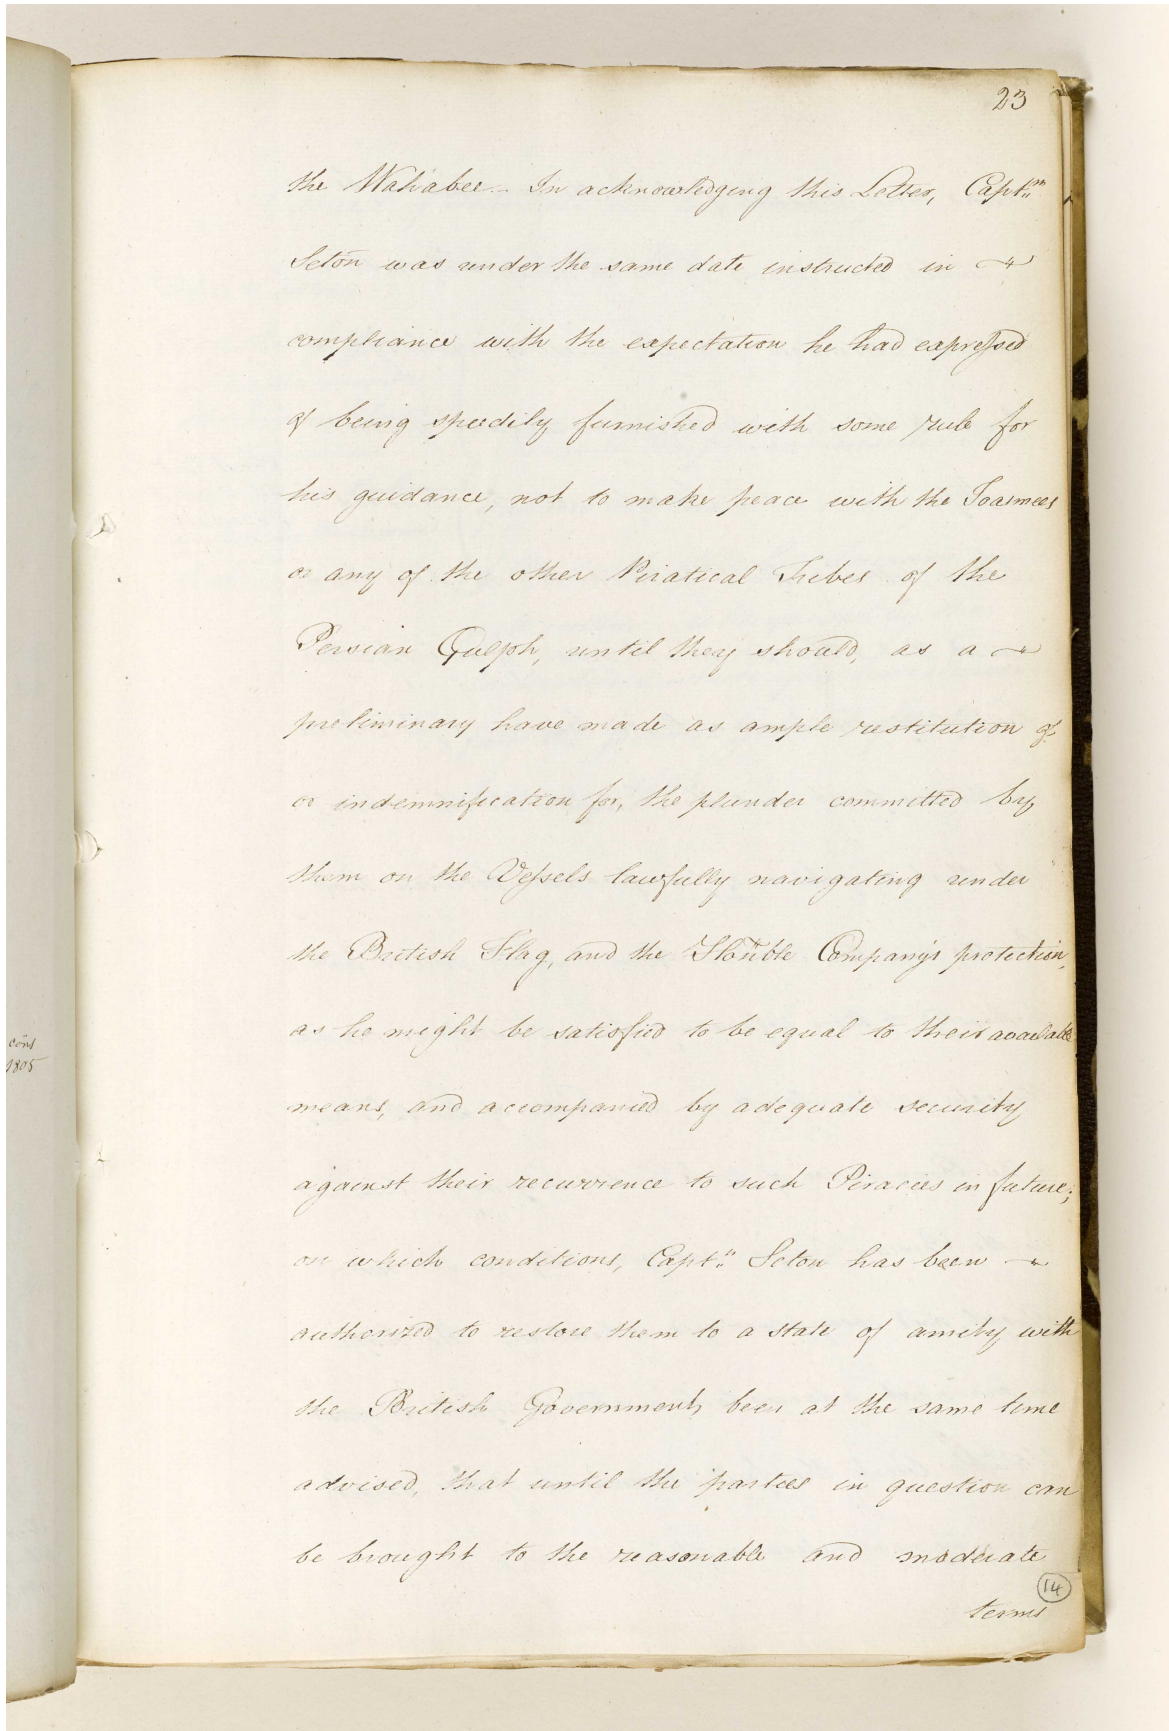 23
the Wahabee - In acknowledging this Letter, Capt:n
Seton was under the same date instructed in
compliance with the expectation he had expressed
of being speedily furnished with some rule for
his guidance, not to make peace with the Joasmees
or any of the other Piratical Tribes of the
Persian Gulph, until they should, as a
preliminary have made as ample restitution of
or indemnification for, the plunder committed by
them on the Vessels lawfully navigating under
the British Flag, and the Hon'ble Company's protection,
as he might be satisfied to be equal to their available
means, and accompanied by adequate security
against their recurrence to such Piracies in future;
on which conditions, Capt:n Seton has been
authorized to restore them to a state of amity with
the British Government, been at the same time
advised, that until the parties in question can
be brought to the reasonable and moderate
14
terms
cons
1805